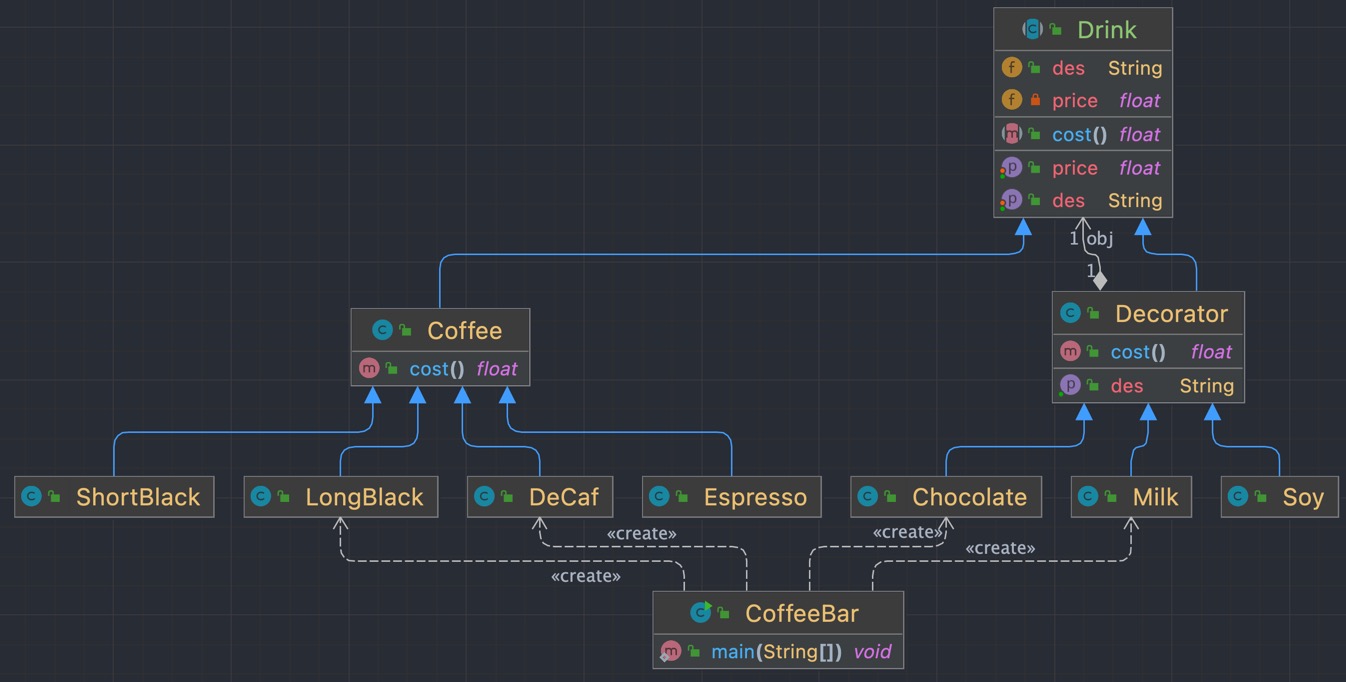 Drink
des String
price float
cost() float
price float
des String
1 obj
1
Coffee
cost() float
Decorator
cost() float
des String
ShortBlack
LongBlack
DeCaf
Espresso
Chocolate
Milk
Soy
«create»
«create»
«create»
«create»
CoffeeBar
main(String[]) void